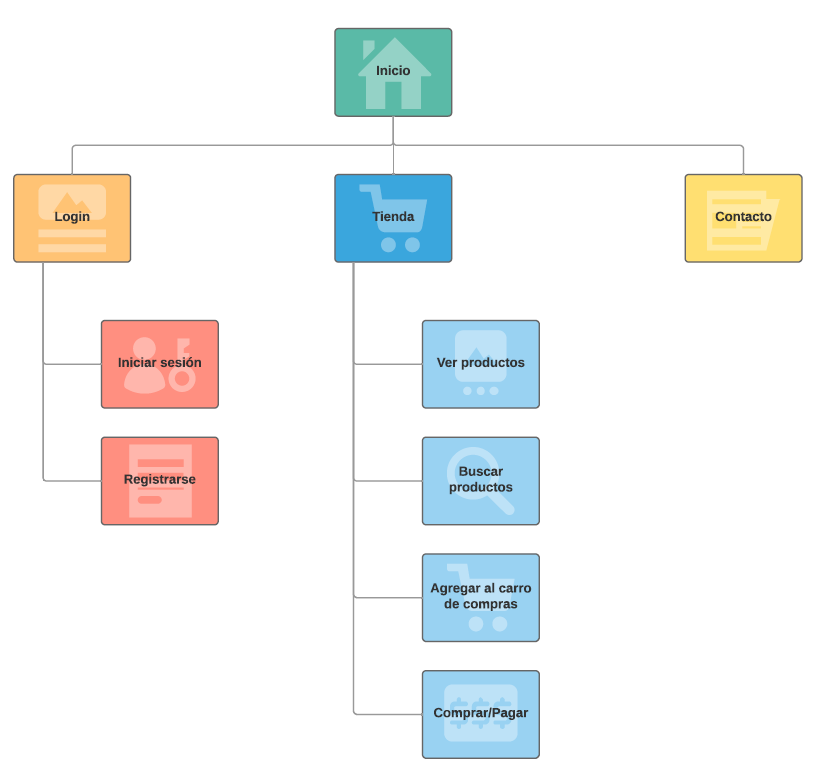 Inicio
Login
Tienda
Contacto
Iniciar sesión
Registrarse
Ver productos
Buscar
productos
Agregar al carro
de compras
Comprar/Pagar
$$$